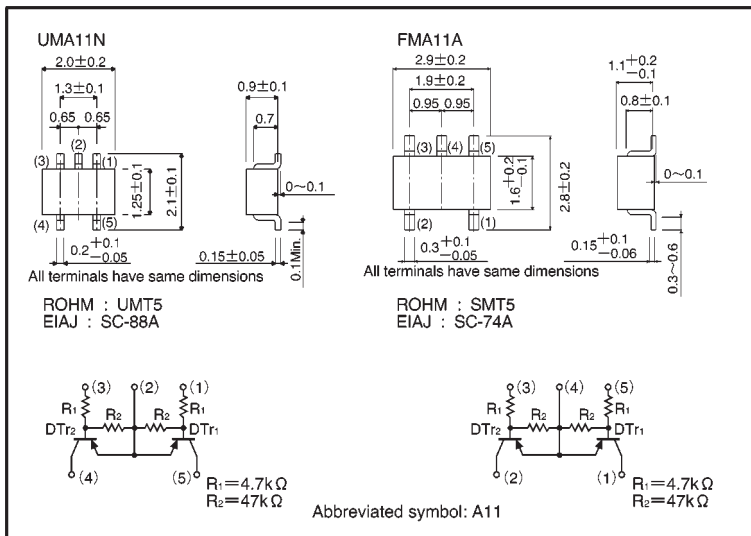 UMA11N
2.0±0.2
1.3±0.1
0.65 0.65
(2)
(3) (1)
(4) (5)
1.25±0.1
2.1±0.1
0.2 +0.1 −0.05
0.9±0.1
0.7
0~0.1
0.15±0.05
0.1Min.
All terminals have same dimensions
ROHM : UMT5
EIAJ : SC-88A
FMA11A
2.9±0.2
1.9±0.2
0.95 0.95
(3) (4) (5)
(2) (1)
1.6 +0.2 −0.1
2.8±0.2
0.3 +0.1 −0.05
1.1 +0.2 −0.1
0.8±0.1
0~0.1
0.15 +0.1 −0.06
0.3~0.6
All terminals have same dimensions
ROHM : SMT5
EIAJ : SC-74A
(3) (2) (1)
R1 R2 R2 R1
DTr2 DTr1
(4) (5)
R1=4.7kΩ
R2=47kΩ
(3) (4) (5)
R1 R2 R2 R1
DTr2 DTr1
(2) (1)
R1=4.7kΩ
R2=47kΩ
Abbreviated symbol: A11